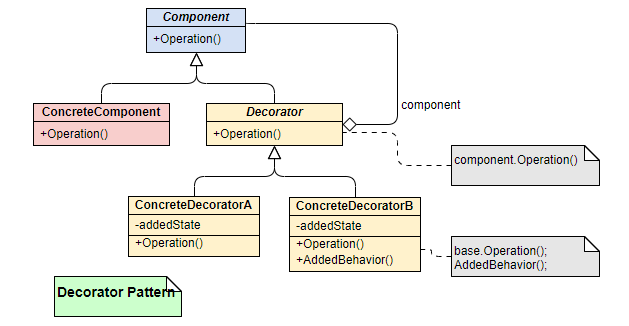 Component
+Operation()
ConcreteComponent
+Operation()
Decorator
+Operation()
component
component.Operation()
ConcreteDecoratorA
-addedState
+Operation()
ConcreteDecoratorB
-addedState
+Operation()
+AddedBehavior()
base.Operation();
AddedBehavior();
Decorator Pattern